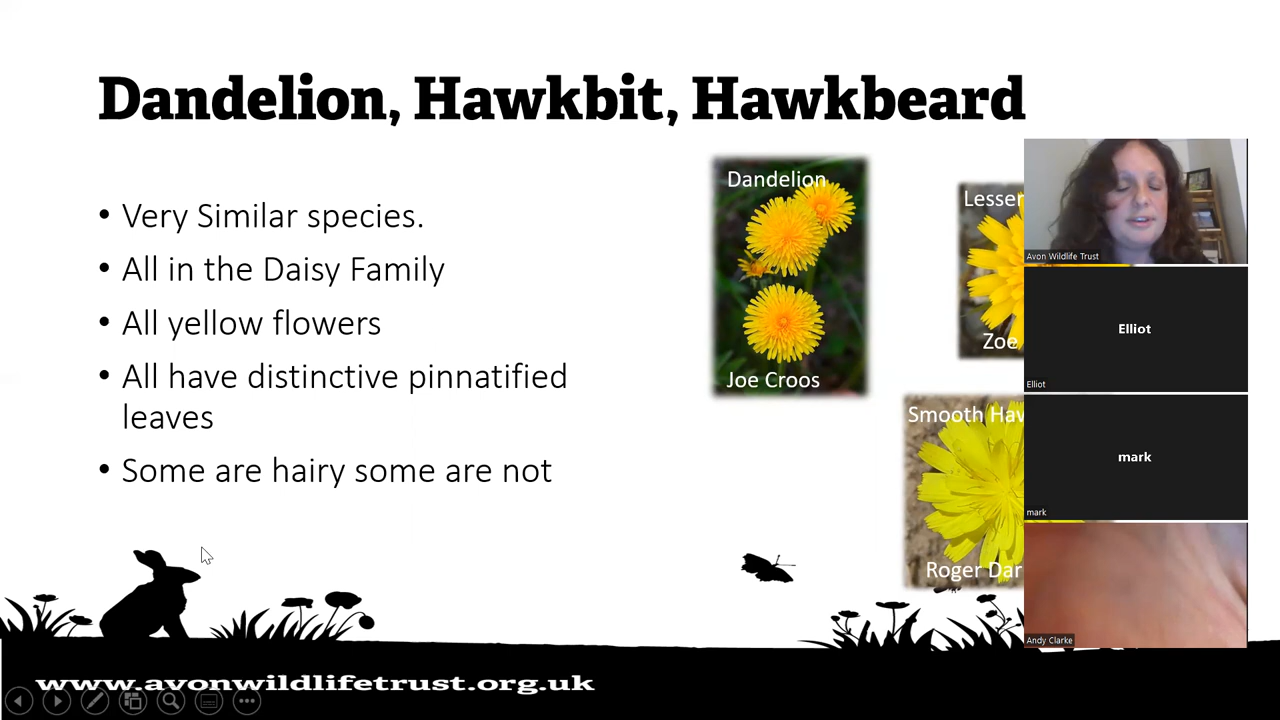 Dandelion, Hawkbit, Hawkbeard
• Very Similar species.
• All in the Daisy Family
• All yellow flowers
• All have distinctive pinnatified
leaves
• Some are hairy some are not
Dandelion
Joe Croos
Lesser
Zoe
Smooth Haw
Roger Dar
Avon Wildlife Trust
Elliot
Elliot
mark
mark
Andy Clarke
www.avonwildlifetrust.org.uk